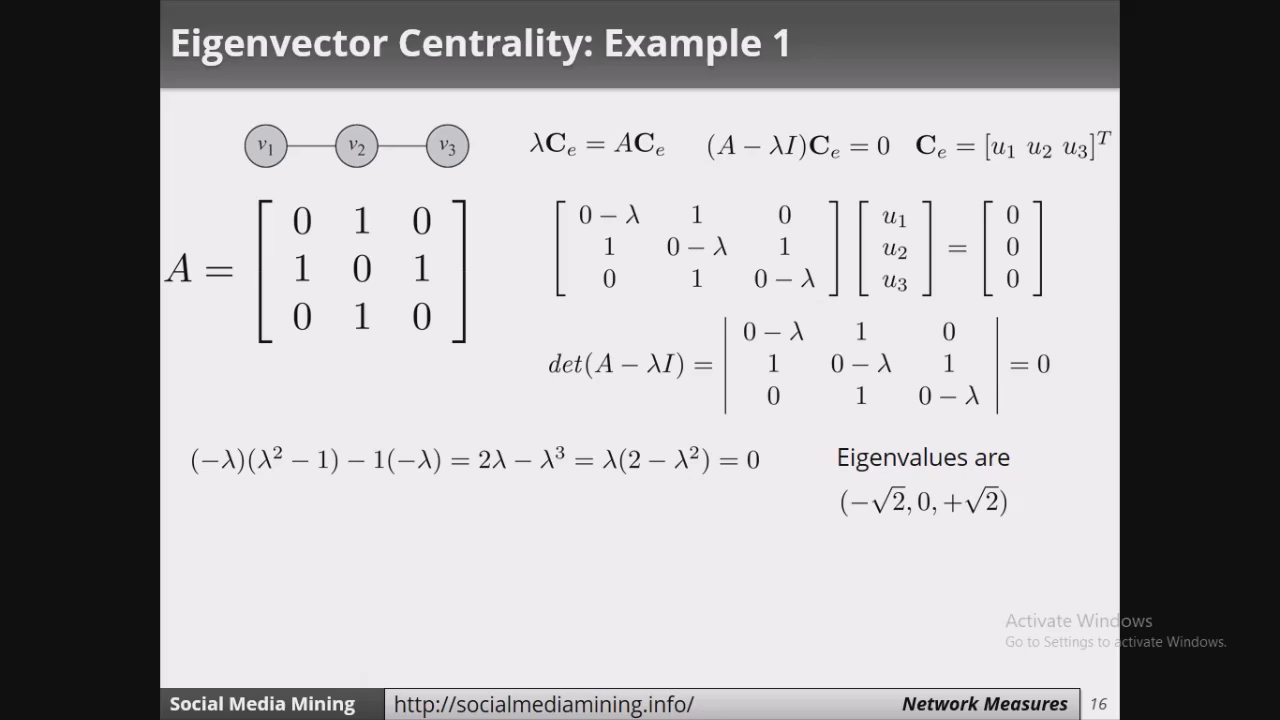 Eigenvector Centrality: Example 1
v₁ v₂ v₃
λCₑ = ACₑ (A − λI)Cₑ = 0 Cₑ = [u₁ u₂ u₃]ᵀ
A =
0 1 0
1 0 1
0 1 0
0 − λ 1 0
1 0 − λ 1
0 1 0 − λ
u₁
u₂
u₃
=
0
0
0
det(A − λI) =
0 − λ 1 0
1 0 − λ 1
0 1 0 − λ
= 0
(−λ)(λ² − 1) − 1(−λ) = 2λ − λ³ = λ(2 − λ²) = 0
Eigenvalues are
(−√2, 0, +√2)
Activate Windows
Go to Settings to activate Windows.
Social Media Mining http://socialmediamining.info/ Network Measures 16